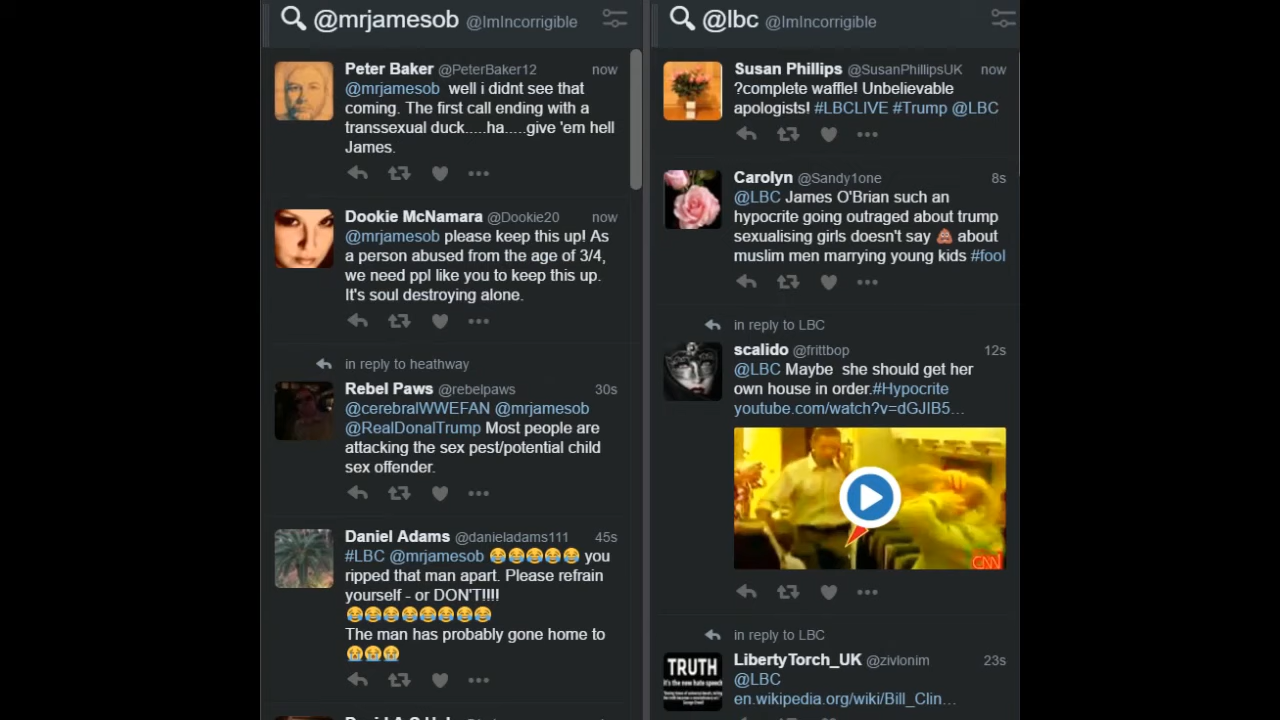 @mrjamesob @ImIncorrigible
Peter Baker @PeterBaker12 now
@mrjamesob well i didnt see that
coming. The first call ending with a
transsexual duck.....ha.....give 'em hell
James.
Dookie McNamara @Dookie20 now
@mrjamesob please keep this up! As
a person abused from the age of 3/4,
we need ppl like you to keep this up.
It's soul destroying alone.
in reply to heathway
Rebel Paws @rebelpaws 30s
@cerebralWWEFAN @mrjamesob
@RealDonalTrump Most people are
attacking the sex pest/potential child
sex offender.
Daniel Adams @danieladams111 45s
#LBC @mrjamesob 😂😂😂😂😂 you
ripped that man apart. Please refrain
yourself - or DON'T!!!!
😂😂😂😂😂😂😂
The man has probably gone home to
😭😭😭
@lbc @ImIncorrigible
Susan Phillips @SusanPhillipsUK now
?complete waffle! Unbelievable
apologists! #LBCLIVE #Trump @LBC
Carolyn @Sandy1one 8s
@LBC James O'Brian such an
hypocrite going outraged about trump
sexualising girls doesn't say 💩 about
muslim men marrying young kids #fool
in reply to LBC
scalido @frittbop 12s
@LBC Maybe she should get her
own house in order.#Hypocrite
youtube.com/watch?v=dGJIB5...
CNN
in reply to LBC
LibertyTorch_UK @zivlonim 23s
TRUTH
It's the new hate speech
@LBC
en.wikipedia.org/wiki/Bill_Clin...